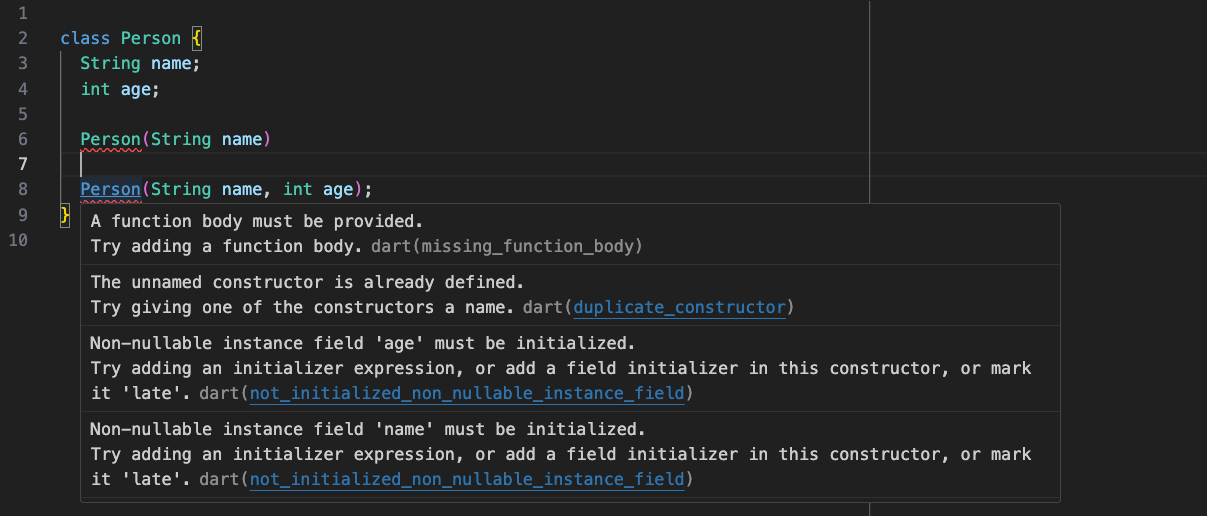 1
2 class Person {
3 String name;
4 int age;
5
6 Person(String name)
7
8 Person(String name, int age);
9 }
10
A function body must be provided.
Try adding a function body. dart(missing_function_body)
The unnamed constructor is already defined.
Try giving one of the constructors a name. dart(duplicate_constructor)
Non-nullable instance field 'age' must be initialized.
Try adding an initializer expression, or add a field initializer in this constructor, or mark
it 'late'. dart(not_initialized_non_nullable_instance_field)
Non-nullable instance field 'name' must be initialized.
Try adding an initializer expression, or add a field initializer in this constructor, or mark
it 'late'. dart(not_initialized_non_nullable_instance_field)